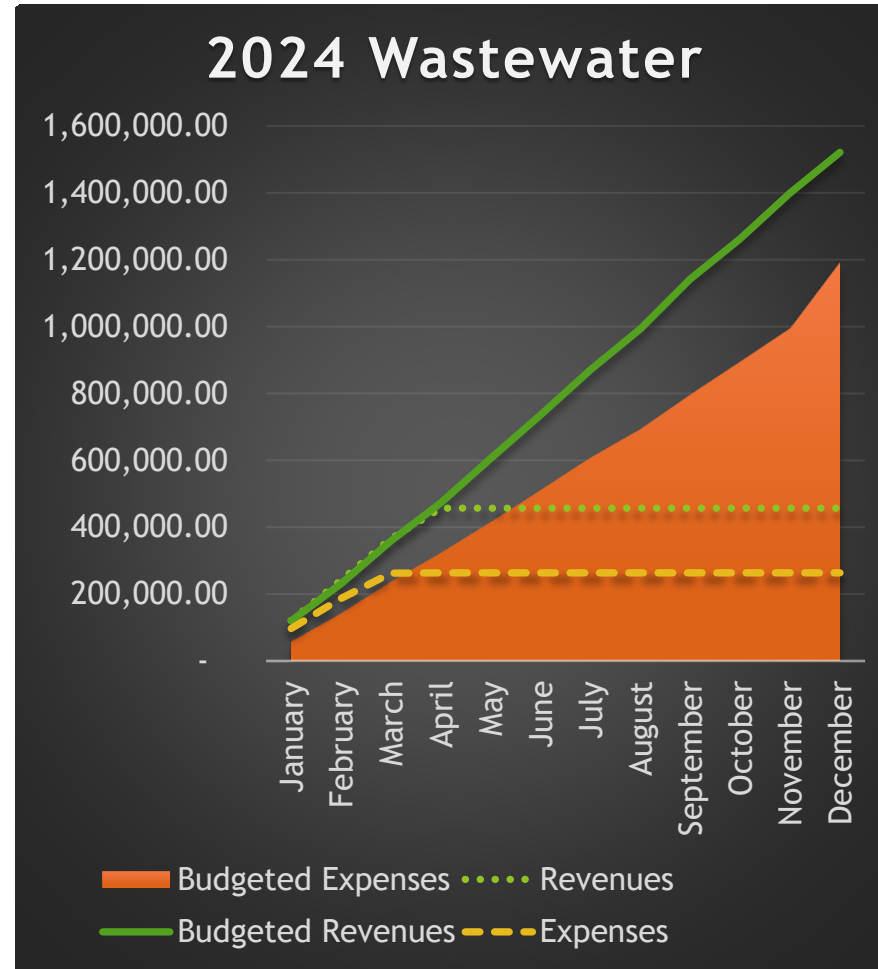 2024 Wastewater
1,600,000.00
1,400,000.00
1,200,000.00
1,000,000.00
800,000.00
600,000.00
400,000.00
200,000.00
-
January
February
March
April
May
June
July
August
September
October
November
December
Budgeted Expenses
Revenues
Budgeted Revenues
Expenses